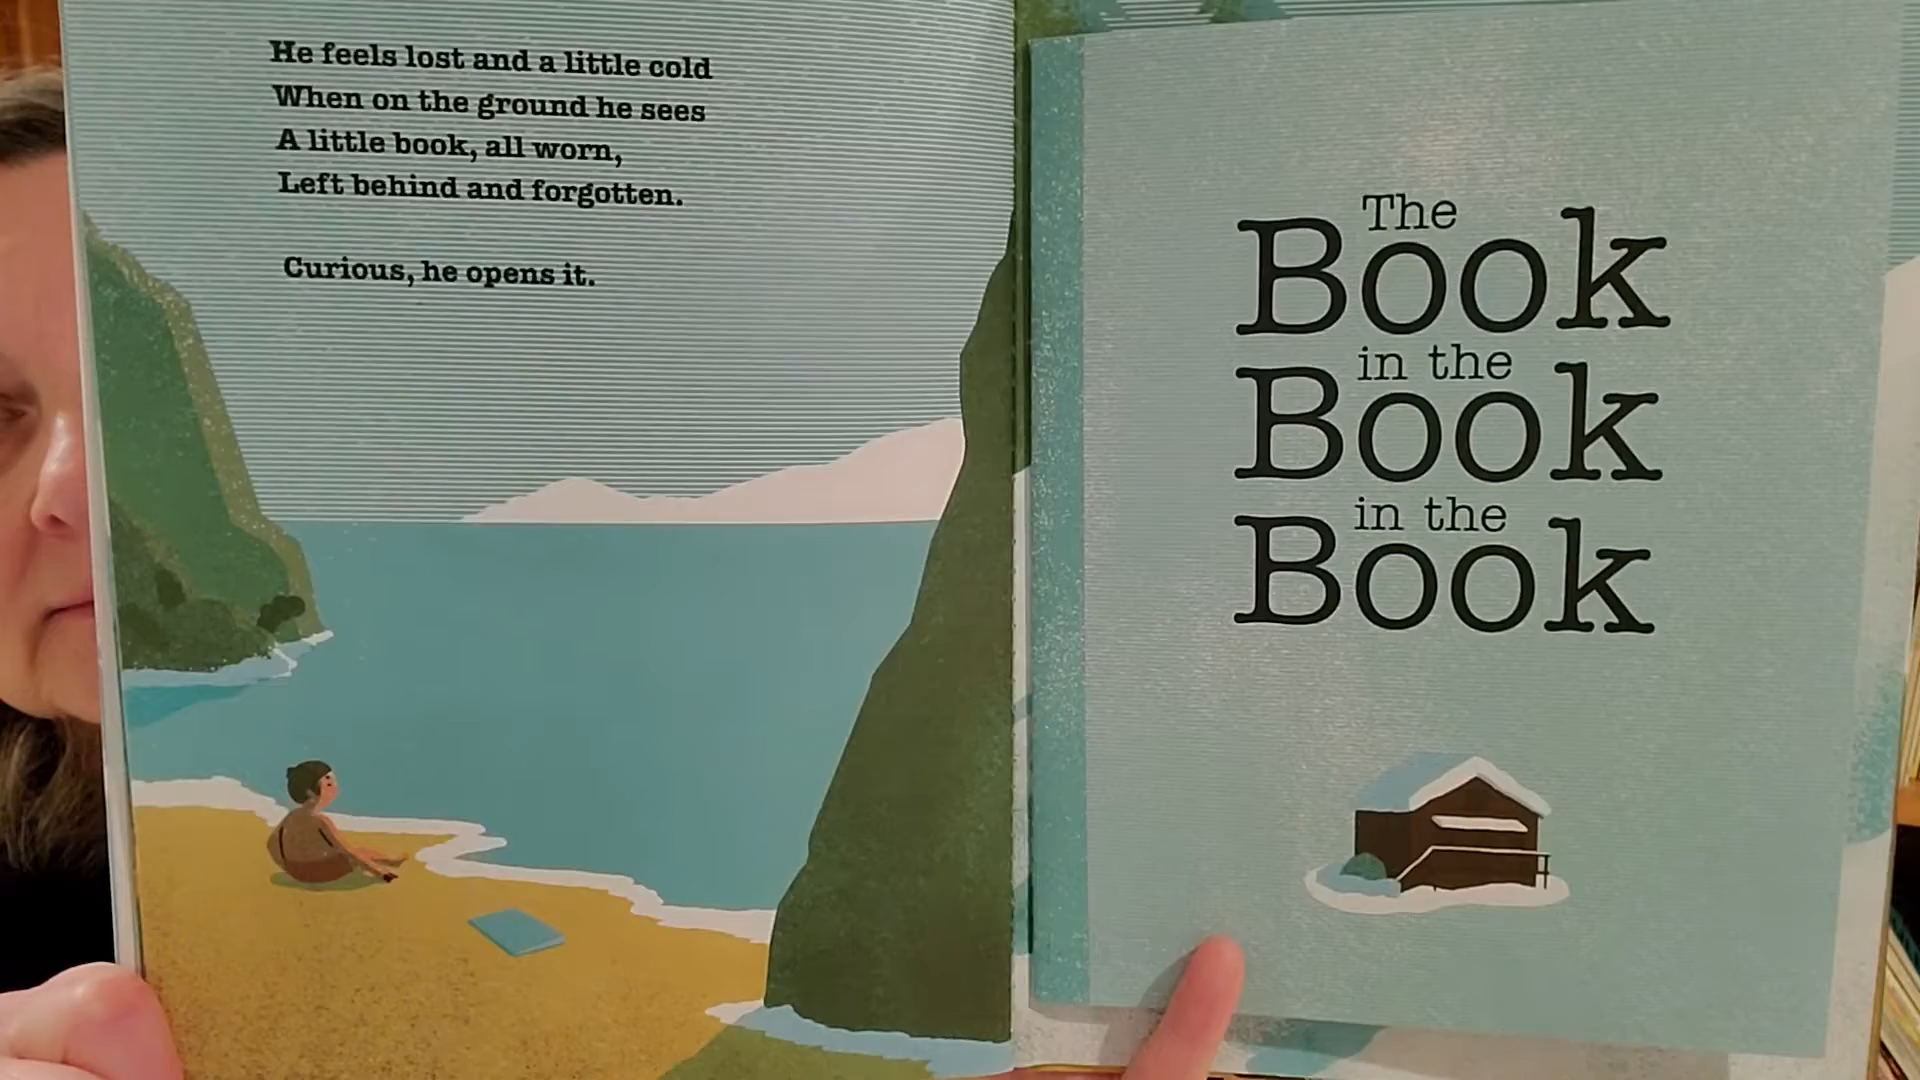 He feels lost and a little cold
When on the ground he sees
A little book, all worn,
Left behind and forgotten.
Curious, he opens it.
The
Book
in the
Book
in the
Book